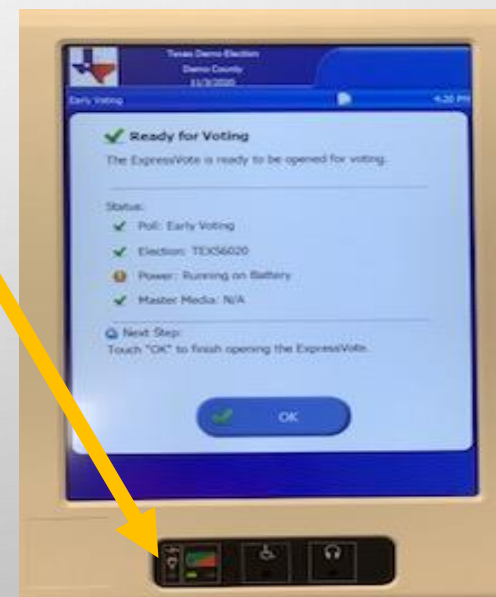 Texas Demo Election
Demo County
11/3/2020
Early Voting
4:20 PM
Ready for Voting
The ExpressVote is ready to be opened for voting.
Status:
Poll: Early Voting
Election: TEX56020
Power: Running on Battery
Master Media: N/A
Next Step:
Touch "OK" to finish opening the ExpressVote.
OK